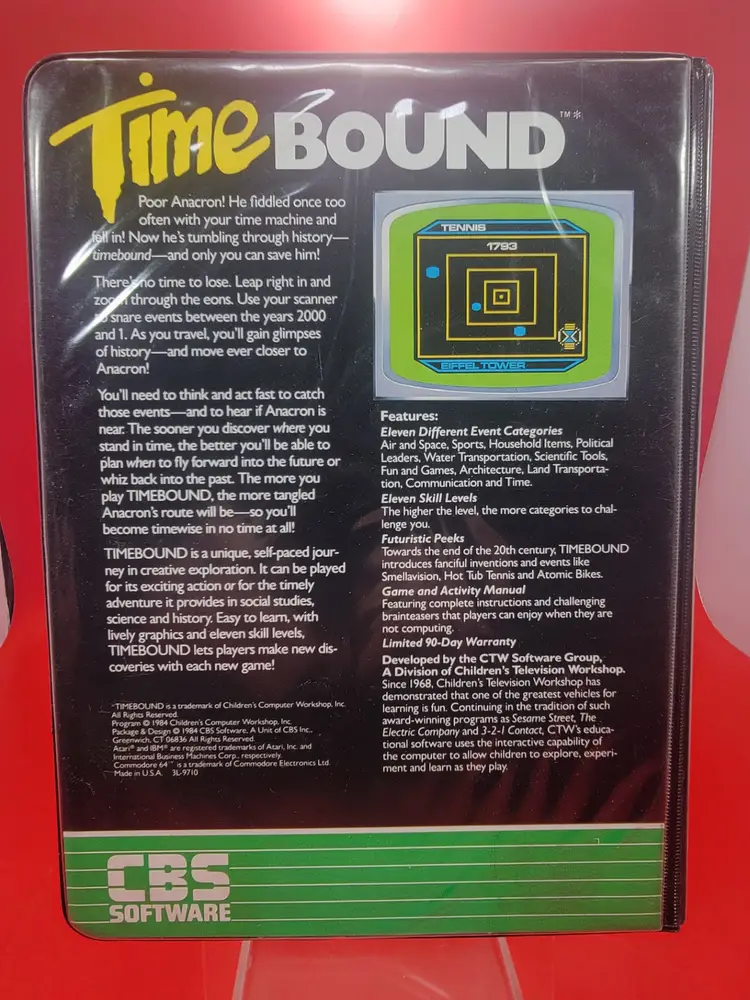 Time BOUND ™*
Poor Anacron! He fiddled once too
often with your time machine and
fell in! Now he's tumbling through history—
timebound—and only you can save him!
There's no time to lose. Leap right in and
zoom through the eons. Use your scanner
to snare events between the years 2000
and 1. As you travel, you'll gain glimpses
of history—and move ever closer to
Anacron!
You'll need to think and act fast to catch
those events—and to hear if Anacron is
near. The sooner you discover where you
stand in time, the better you'll be able to
plan when to fly forward into the future or
whiz back into the past. The more you
play TIMEBOUND, the more tangled
Anacron's route will be—so you'll
become timewise in no time at all!
TIMEBOUND is a unique, self-paced jour-
ney in creative exploration. It can be played
for its exciting action or for the timely
adventure it provides in social studies,
science and history. Easy to learn, with
lively graphics and eleven skill levels,
TIMEBOUND lets players make new dis-
coveries with each new game!
*TIMEBOUND is a trademark of Children's Computer Workshop, Inc.
All Rights Reserved.
Program © 1984 Children's Computer Workshop, Inc.
Package & Design © 1984 CBS Software, A Unit of CBS Inc.,
Greenwich, CT 06836 All Rights Reserved.
Atari® and IBM® are registered trademarks of Atari, Inc. and
International Business Machines Corp., respectively.
Commodore 64™ is a trademark of Commodore Electronics Ltd.
Made in U.S.A. 3L-9710
TENNIS
1793
EIFFEL TOWER
Features:
Eleven Different Event Categories
Air and Space, Sports, Household Items, Political
Leaders, Water Transportation, Scientific Tools,
Fun and Games, Architecture, Land Transporta-
tion, Communication and Time.
Eleven Skill Levels
The higher the level, the more categories to chal-
lenge you.
Futuristic Peeks
Towards the end of the 20th century, TIMEBOUND
introduces fanciful inventions and events like
Smellavision, Hot Tub Tennis and Atomic Bikes.
Game and Activity Manual
Featuring complete instructions and challenging
brainteasers that players can enjoy when they are
not computing.
Limited 90-Day Warranty
Developed by the CTW Software Group,
A Division of Children's Television Workshop.
Since 1968, Children's Television Workshop has
demonstrated that one of the greatest vehicles for
learning is fun. Continuing in the tradition of such
award-winning programs as Sesame Street, The
Electric Company and 3-2-1 Contact, CTW's educa-
tional software uses the interactive capability of
the computer to allow children to explore, experi-
ment and learn as they play.
CBS
SOFTWARE